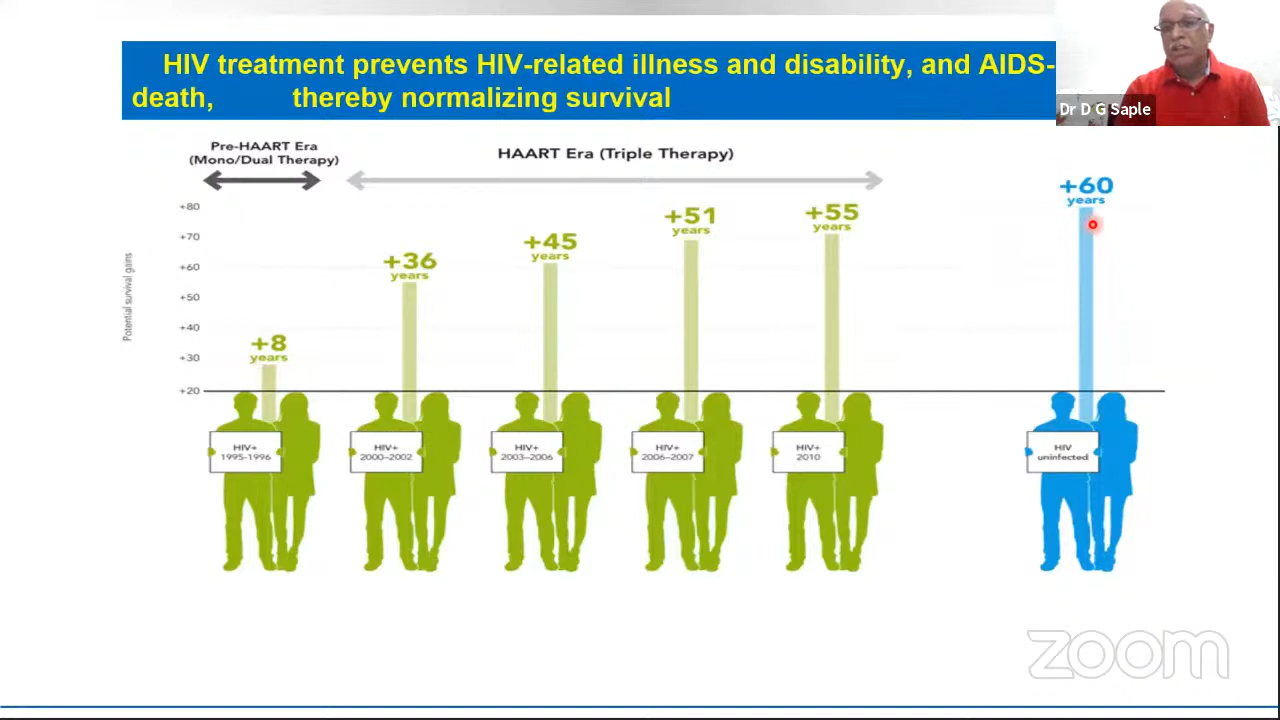 HIV treatment prevents HIV-related illness and disability, and AIDS-
death, thereby normalizing survival
Dr D G Saple
Pre-HAART Era
(Mono/Dual Therapy)
HAART Era (Triple Therapy)
Potential survival gains
+80
+70
+60
+50
+40
+30
+20
+8
years
+36
years
+45
years
+51
years
+55
years
+60
years
HIV+
1995-1996
HIV+
2000–2002
HIV+
2003–2006
HIV+
2006–2007
HIV+
2010
HIV
uninfected
zoom